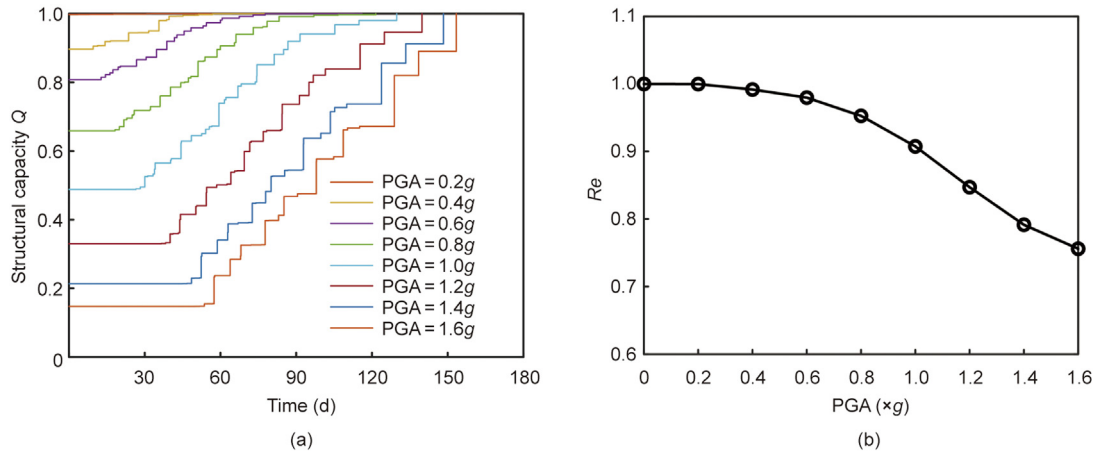 1.0
0.8
0.6
0.4
0.2
0
Structural capacity Q
PGA = 0.2g
PGA = 0.4g
PGA = 0.6g
PGA = 0.8g
PGA = 1.0g
PGA = 1.2g
PGA = 1.4g
PGA = 1.6g
30 60 90 120 150 180
Time (d)
(a)
1.1
1.0
0.9
0.8
0.7
0.6
Re
0 0.2 0.4 0.6 0.8 1.0 1.2 1.4 1.6
PGA (×g)
(b)